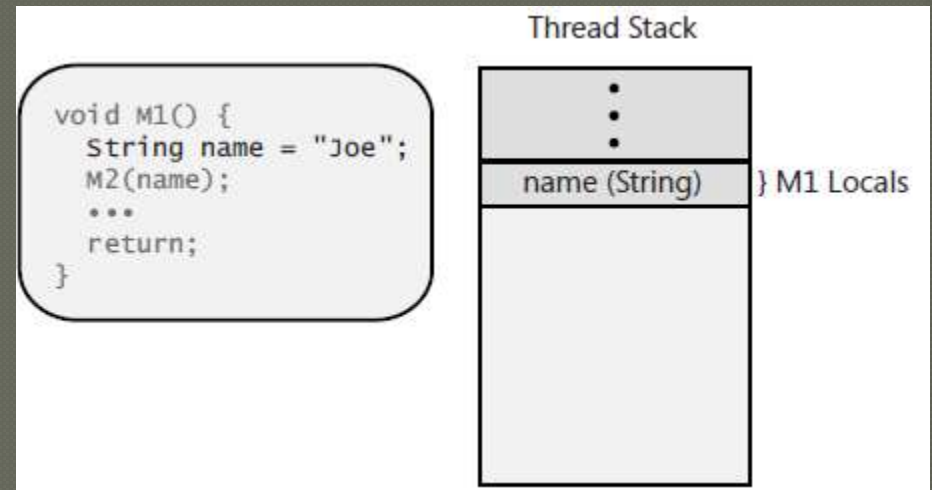 Thread Stack
void M1() {
String name = "Joe";
M2(name);
•••
return;
}
name (String)
} M1 Locals